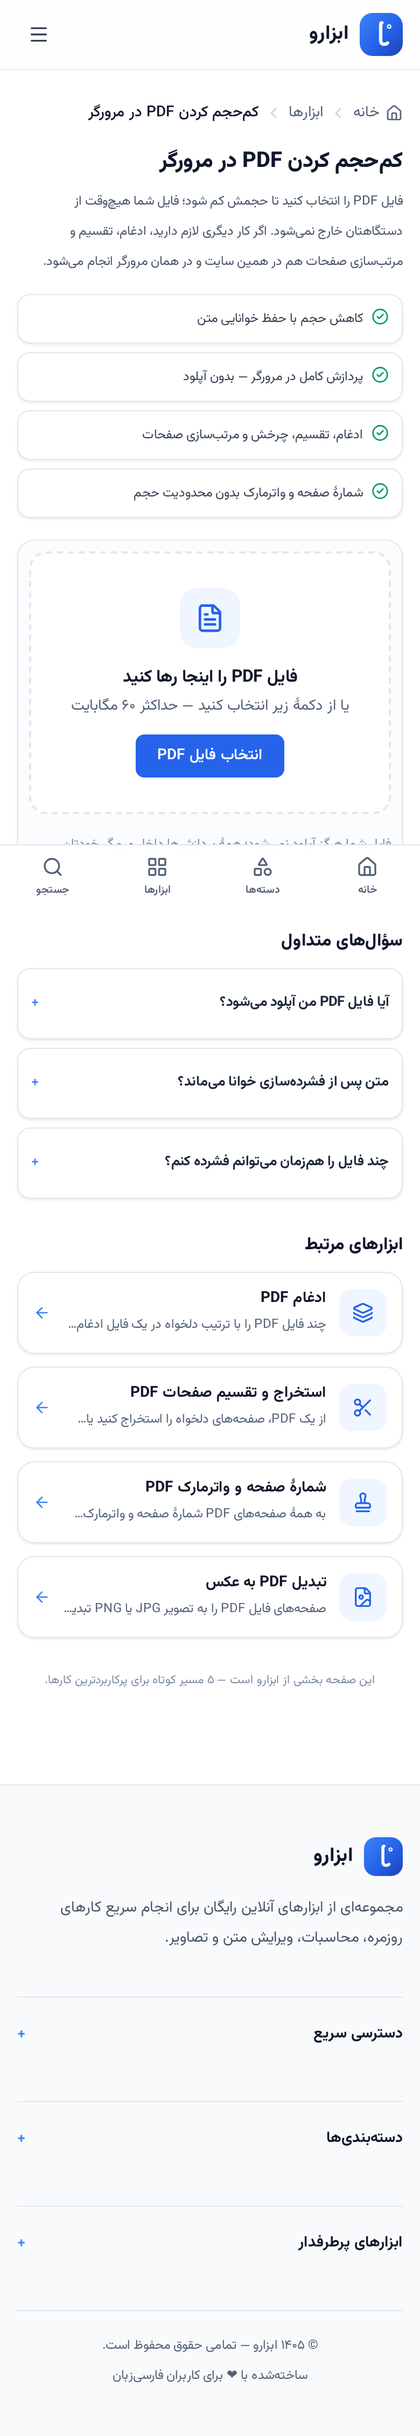 ابزارو
خانه
ابزارها
کم‌حجم کردن PDF در مرورگر
کم‌حجم کردن PDF در مرورگر
فایل PDF را انتخاب کنید تا حجمش کم شود؛ فایل شما هیچ‌وقت از
دستگاهتان خارج نمی‌شود. اگر کار دیگری لازم دارید، ادغام، تقسیم و
مرتب‌سازی صفحات هم در همین سایت و در همان مرورگر انجام می‌شود.
کاهش حجم با حفظ خوانایی متن
پردازش کامل در مرورگر — بدون آپلود
ادغام، تقسیم، چرخش و مرتب‌سازی صفحات
شمارهٔ صفحه و واترمارک بدون محدودیت حجم
فایل PDF را اینجا رها کنید
یا از دکمهٔ زیر انتخاب کنید — حداکثر ۶۰ مگابایت
انتخاب فایل PDF
خانه
دسته‌ها
ابزارها
جستجو
سؤال‌های متداول
آیا فایل PDF من آپلود می‌شود؟
+
متن پس از فشرده‌سازی خوانا می‌ماند؟
+
چند فایل را هم‌زمان می‌توانم فشرده کنم؟
+
ابزارهای مرتبط
ادغام PDF
چند فایل PDF را با ترتیب دلخواه در یک فایل ادغام...
استخراج و تقسیم صفحات PDF
از یک PDF، صفحه‌های دلخواه را استخراج کنید یا...
شمارهٔ صفحه و واترمارک PDF
به همهٔ صفحه‌های PDF شمارهٔ صفحه و واترمارک...
تبدیل PDF به عکس
صفحه‌های فایل PDF را به تصویر JPG یا PNG تبدی...
این صفحه بخشی از ابزارو است — ۵ مسیر کوتاه برای پرکاربردترین کارها.
ابزارو
مجموعه‌ای از ابزارهای آنلاین رایگان برای انجام سریع کارهای
روزمره، محاسبات، ویرایش متن و تصاویر.
دسترسی سریع
+
دسته‌بندی‌ها
+
ابزارهای پرطرفدار
+
© ۱۴۰۵ ابزارو — تمامی حقوق محفوظ است.
ساخته‌شده با ❤ برای کاربران فارسی‌زبان